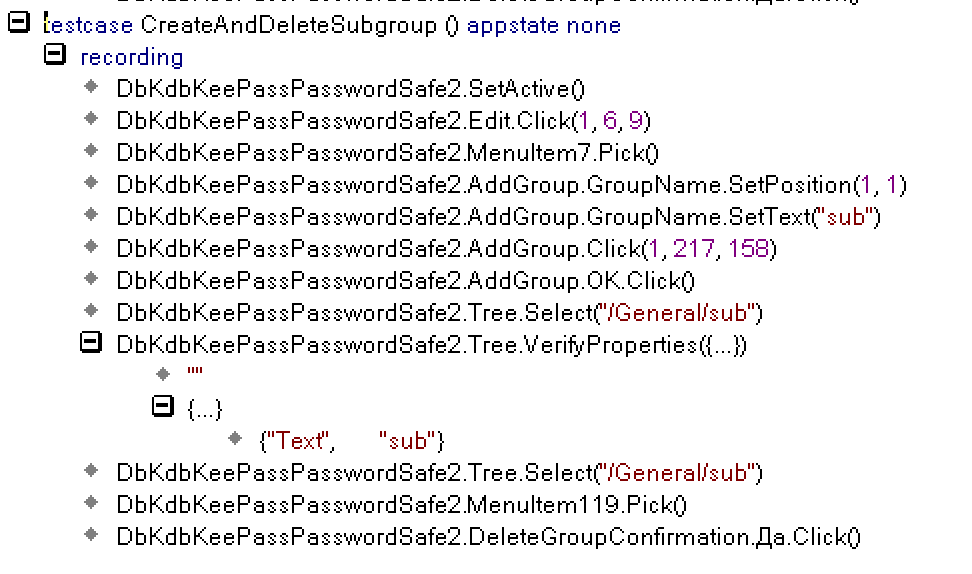 testcase CreateAndDeleteSubgroup () appstate none
recording
DbKdbKeePassPasswordSafe2.SetActive()
DbKdbKeePassPasswordSafe2.Edit.Click(1, 6, 9)
DbKdbKeePassPasswordSafe2.MenuItem7.Pick()
DbKdbKeePassPasswordSafe2.AddGroup.GroupName.SetPosition(1, 1)
DbKdbKeePassPasswordSafe2.AddGroup.GroupName.SetText("sub")
DbKdbKeePassPasswordSafe2.AddGroup.Click(1, 217, 158)
DbKdbKeePassPasswordSafe2.AddGroup.OK.Click()
DbKdbKeePassPasswordSafe2.Tree.Select("/General/sub")
DbKdbKeePassPasswordSafe2.Tree.VerifyProperties({...})
""
{...}
{"Text", "sub"}
DbKdbKeePassPasswordSafe2.Tree.Select("/General/sub")
DbKdbKeePassPasswordSafe2.MenuItem119.Pick()
DbKdbKeePassPasswordSafe2.DeleteGroupConfirmation.Да.Click()